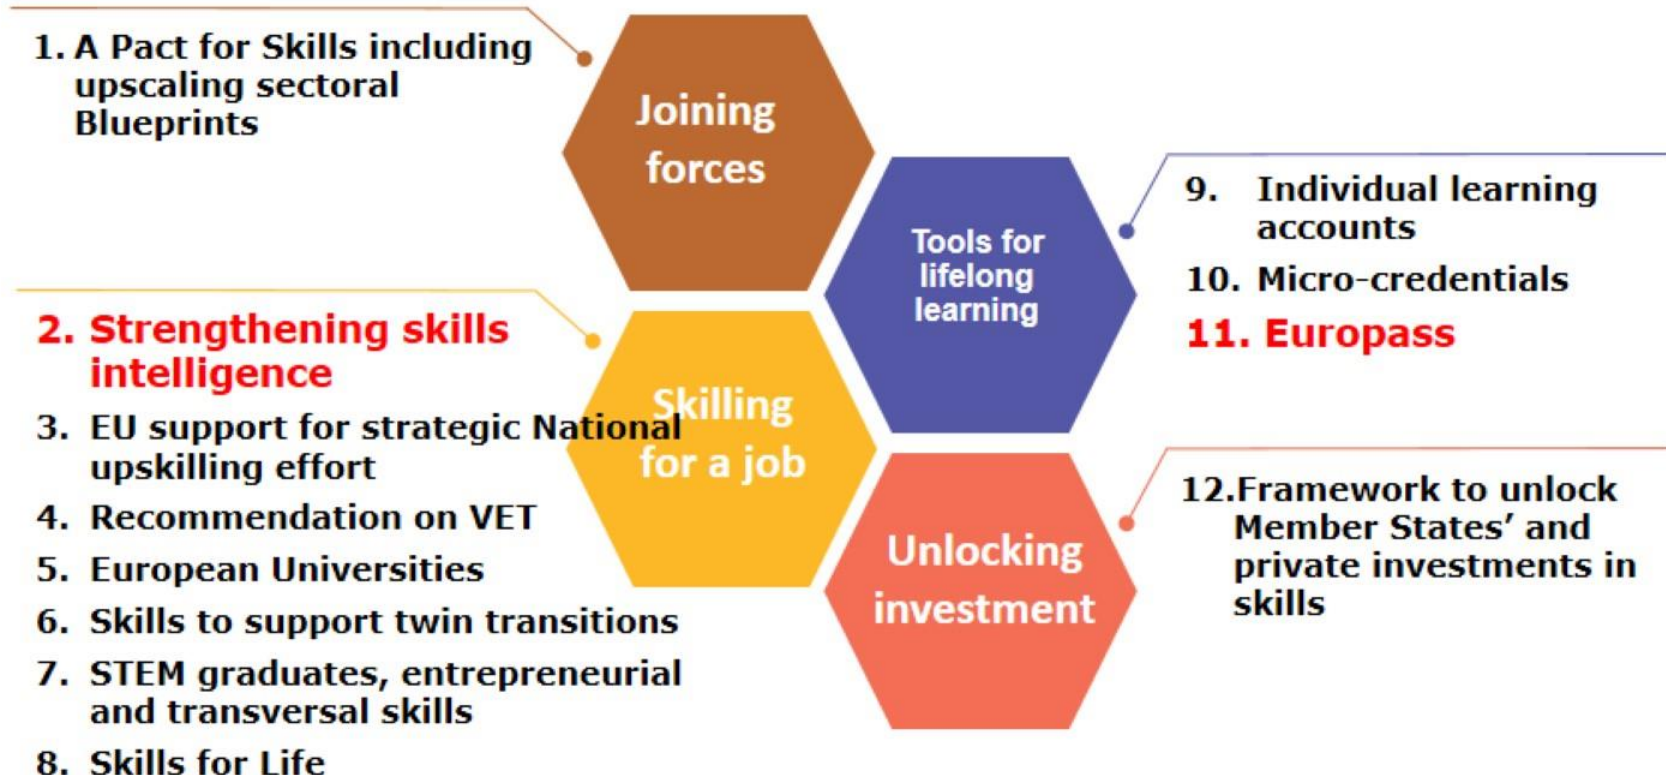 1. A Pact for Skills including
upscaling sectoral
Blueprints
Joining
forces
2. Strengthening skills
intelligence
3. EU support for strategic National
upskilling effort
4. Recommendation on VET
5. European Universities
6. Skills to support twin transitions
7. STEM graduates, entrepreneurial
and transversal skills
8. Skills for Life
Skilling
for a job
Tools for
lifelong
learning
9. Individual learning
accounts
10. Micro-credentials
11. Europass
Unlocking
investment
12.Framework to unlock
Member States’ and
private investments in
skills